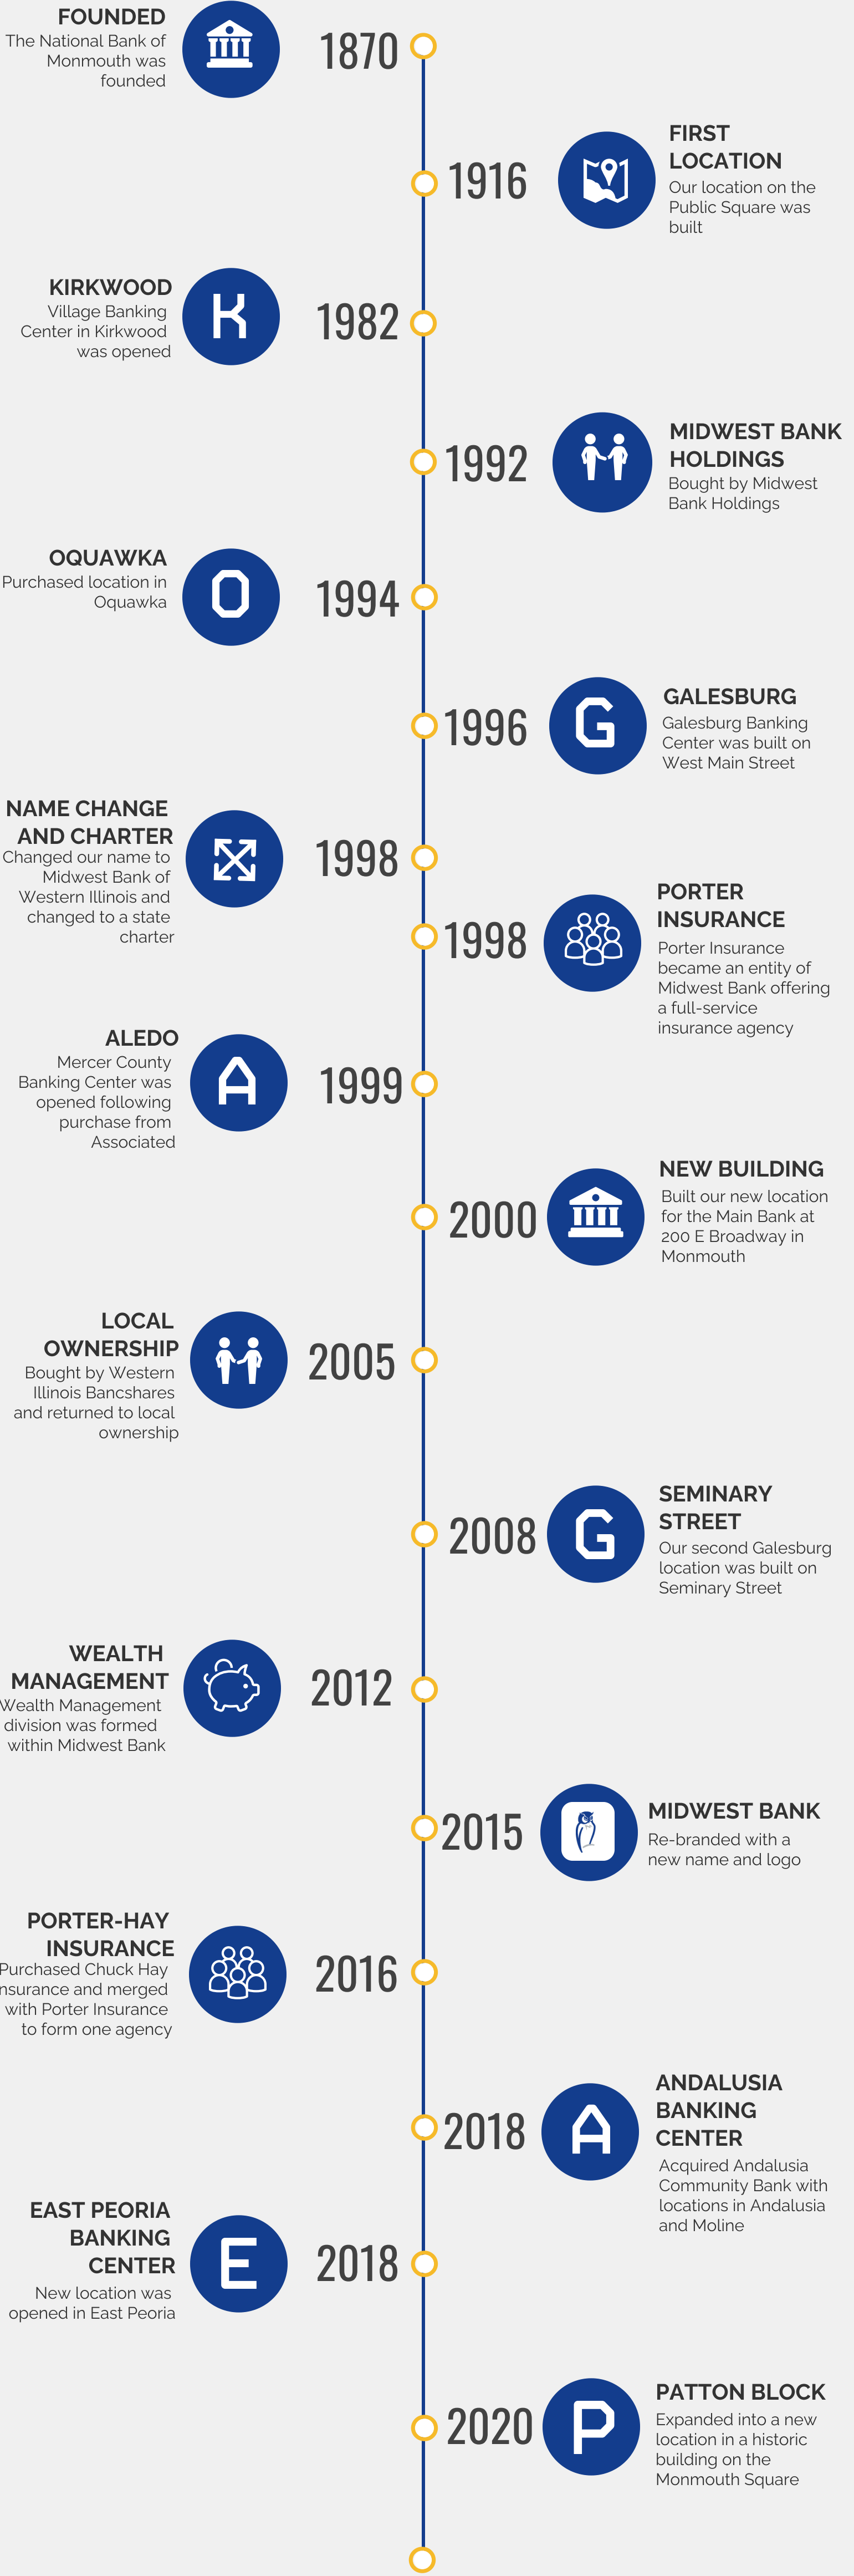 FOUNDED
The National Bank of
Monmouth was
founded
1870
1916
FIRST
LOCATION
Our location on the
Public Square was
built
KIRKWOOD
Village Banking
Center in Kirkwood
was opened
K
1982
1992
MIDWEST BANK
HOLDINGS
Bought by Midwest
Bank Holdings
OQUAWKA
Purchased location in
Oquawka
O
1994
1996
G
GALESBURG
Galesburg Banking
Center was built on
West Main Street
NAME CHANGE
AND CHARTER
Changed our name to
Midwest Bank of
Western Illinois and
changed to a state
charter
1998
1998
PORTER
INSURANCE
Porter Insurance
became an entity of
Midwest Bank offering
a full-service
insurance agency
ALEDO
Mercer County
Banking Center was
opened following
purchase from
Associated
A
1999
2000
NEW BUILDING
Built our new location
for the Main Bank at
200 E Broadway in
Monmouth
LOCAL
OWNERSHIP
Bought by Western
Illinois Bancshares
and returned to local
ownership
2005
2008
G
SEMINARY
STREET
Our second Galesburg
location was built on
Seminary Street
WEALTH
MANAGEMENT
Wealth Management
division was formed
within Midwest Bank
2012
2015
MIDWEST BANK
Re-branded with a
new name and logo
PORTER-HAY
INSURANCE
Purchased Chuck Hay
nsurance and merged
with Porter Insurance
to form one agency
2016
2018
A
ANDALUSIA
BANKING
CENTER
Acquired Andalusia
Community Bank with
locations in Andalusia
and Moline
EAST PEORIA
BANKING
CENTER
New location was
opened in East Peoria
E
2018
2020
P
PATTON BLOCK
Expanded into a new
location in a historic
building on the
Monmouth Square